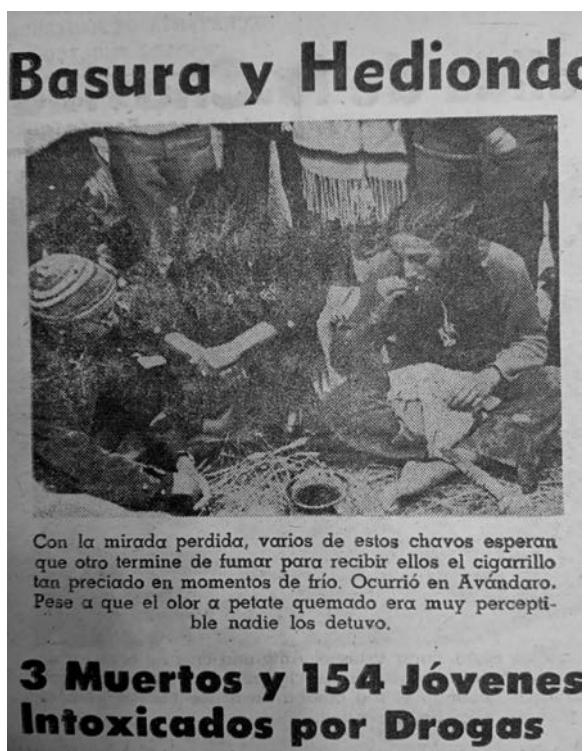 Basura y Hediondo
Con la mirada perdida, varios de estos chavos esperan
que otro termine de fumar para recibir ellos el cigarrillo
tan preciado en momentos de frío. Ocurrió en Avándaro.
Pese a que el olor a petate quemado era muy percepti-
ble nadie los detuvo.
3 Muertos y 154 Jóvenes
Intoxicados por Drogas